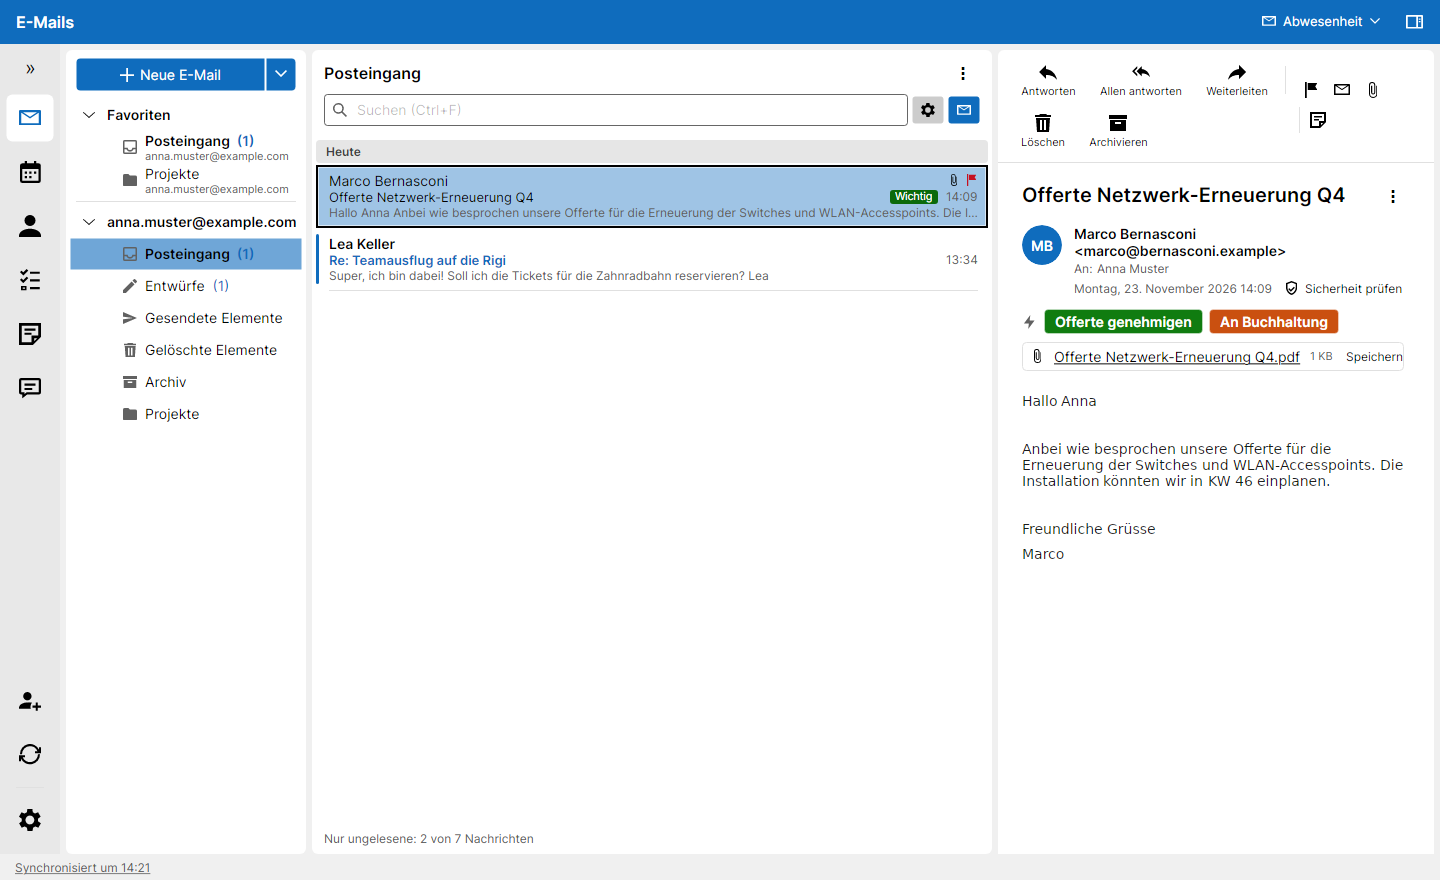 E-Mails
Abwesenheit
»
Neue E-Mail
Favoriten
Posteingang (1)
anna.muster@example.com
Projekte
anna.muster@example.com
anna.muster@example.com
Posteingang (1)
Entwürfe (1)
Gesendete Elemente
Gelöschte Elemente
Archiv
Projekte
Posteingang
Suchen (Ctrl+F)
Heute
Marco Bernasconi
Offerte Netzwerk-Erneuerung Q4 Wichtig 14:09
Hallo Anna Anbei wie besprochen unsere Offerte für die Erneuerung der Switches und WLAN-Accesspoints. Die I...
Lea Keller
Re: Teamausflug auf die Rigi 13:34
Super, ich bin dabei! Soll ich die Tickets für die Zahnradbahn reservieren? Lea
Nur ungelesene: 2 von 7 Nachrichten
Antworten Allen antworten Weiterleiten
Löschen Archivieren
Offerte Netzwerk-Erneuerung Q4
MB
Marco Bernasconi
<marco@bernasconi.example>
An: Anna Muster
Montag, 23. November 2026 14:09 Sicherheit prüfen
Offerte genehmigen An Buchhaltung
Offerte Netzwerk-Erneuerung Q4.pdf 1 KB Speichern
Hallo Anna
Anbei wie besprochen unsere Offerte für die
Erneuerung der Switches und WLAN-Accesspoints. Die
Installation könnten wir in KW 46 einplanen.
Freundliche Grüsse
Marco
Synchronisiert um 14:21